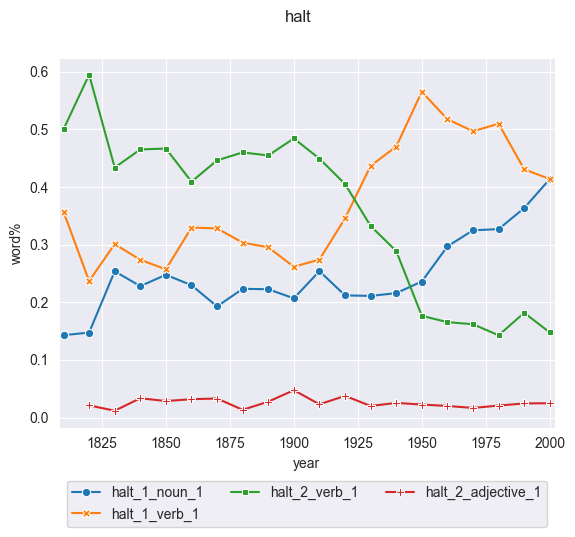 halt
0.6
0.5
0.4
0.3
0.2
0.1
0.0
word%
1825 1850 1875 1900 1925 1950 1975 2000
year
halt_1_noun_1 halt_2_verb_1 halt_2_adjective_1
halt_1_verb_1